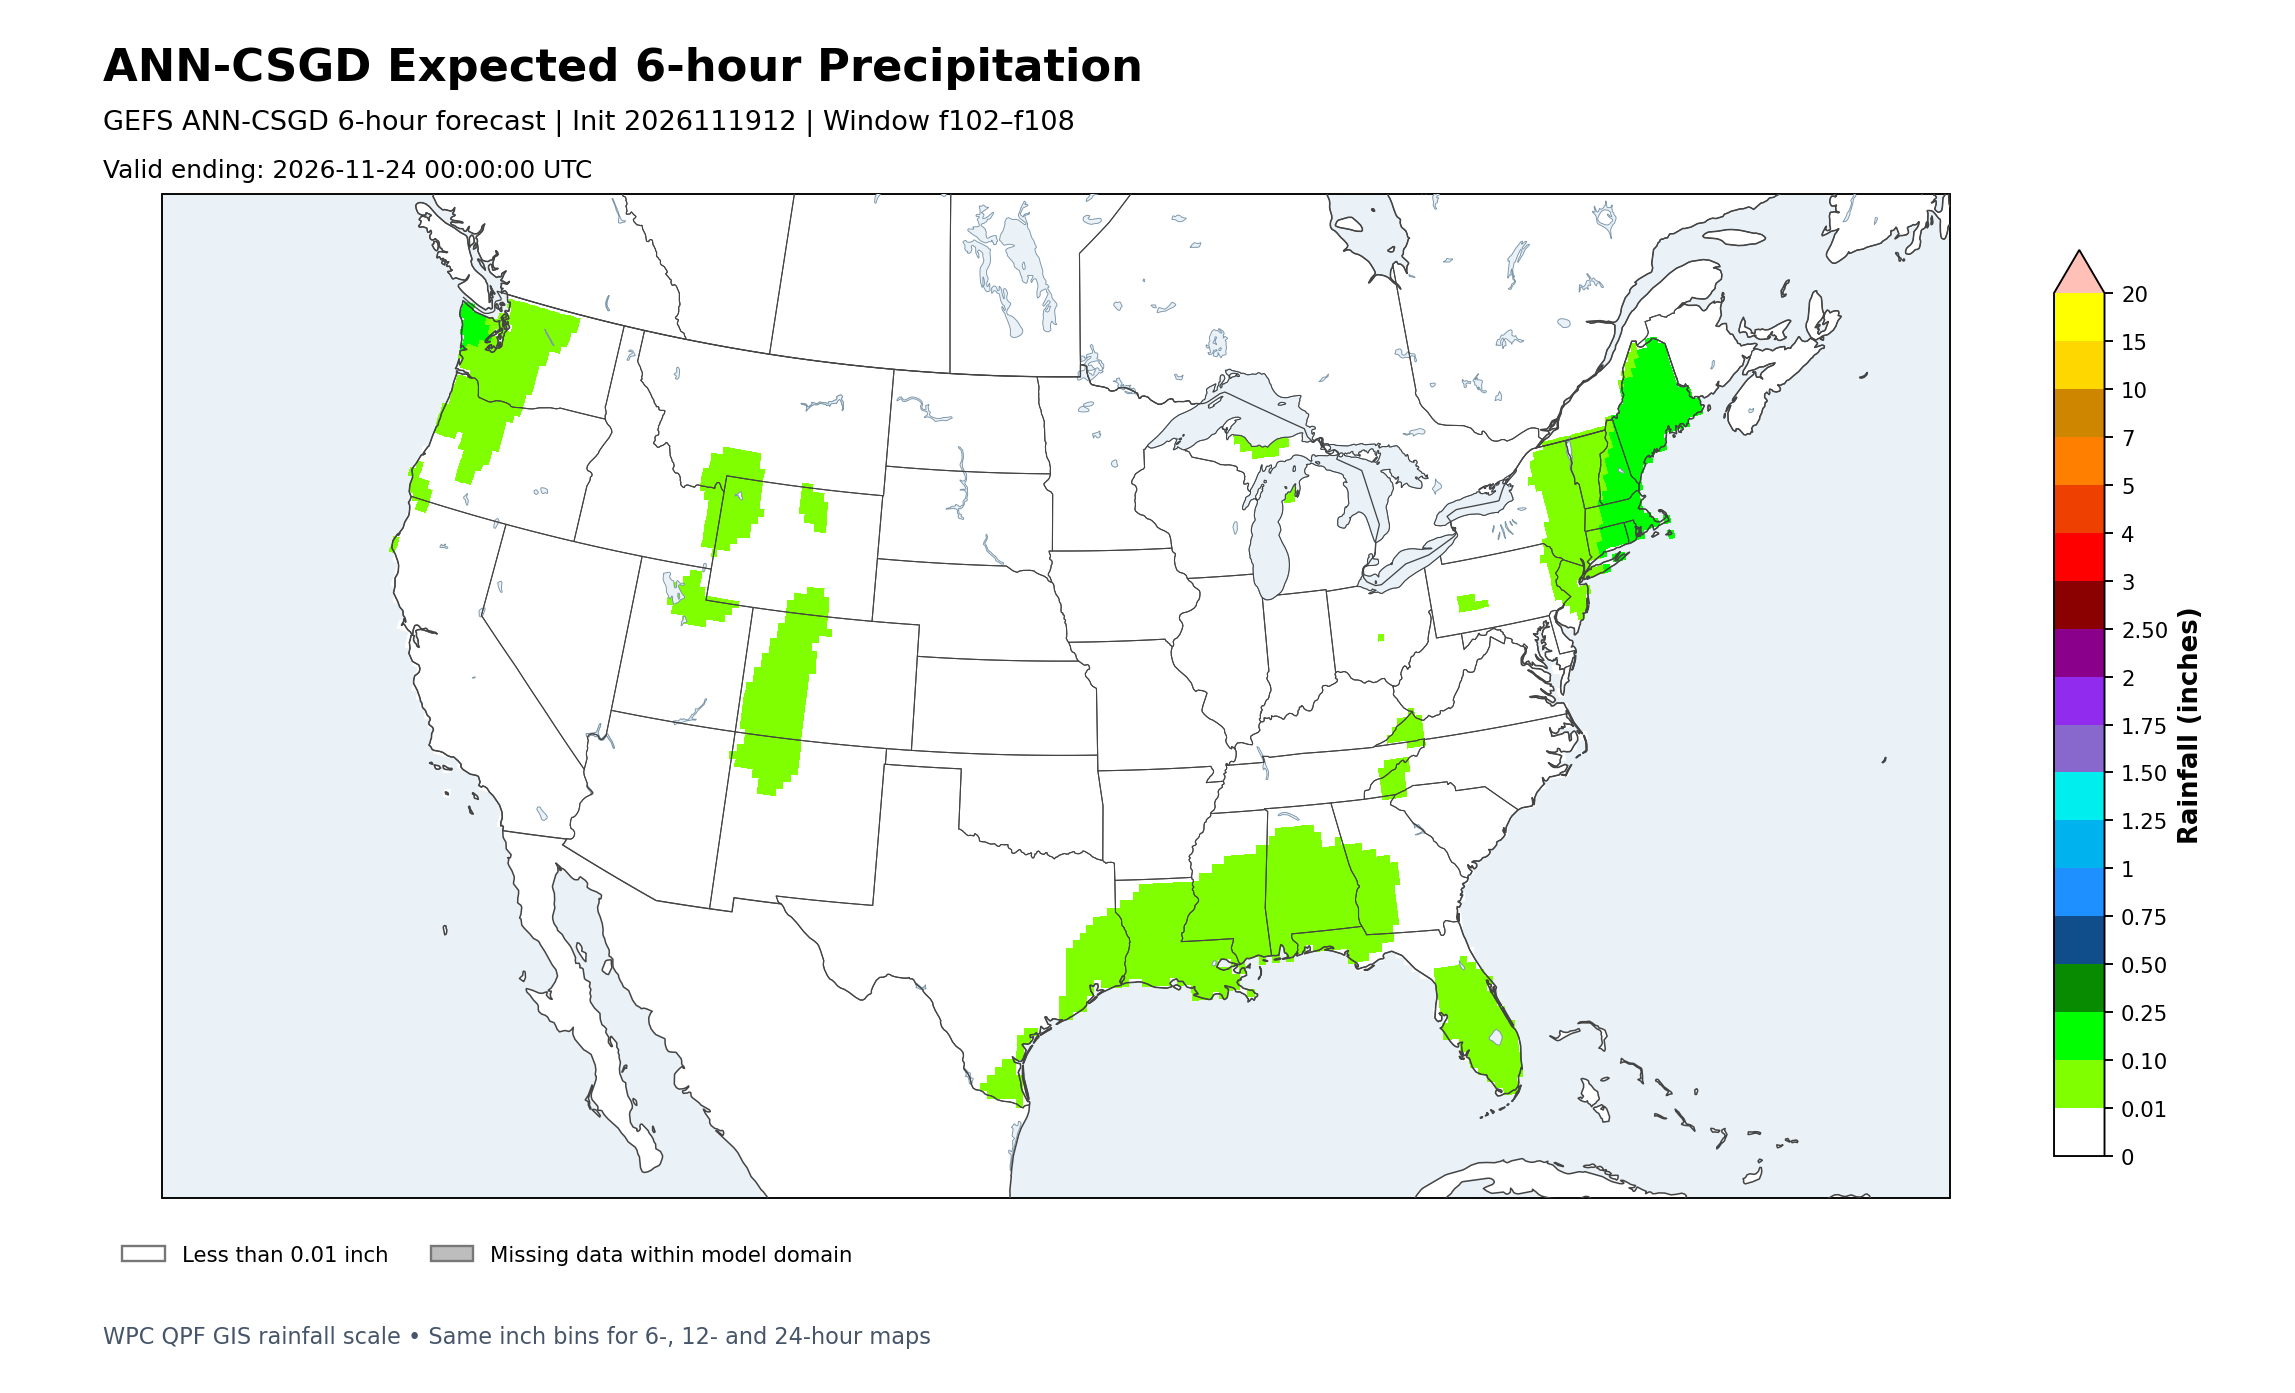 ANN-CSGD Expected 6-hour Precipitation
GEFS ANN-CSGD 6-hour forecast | Init 2026111912 | Window f102–f108
Valid ending: 2026-11-24 00:00:00 UTC
20
15
10
7
5
4
3
2.50
2
1.75
1.50
1.25
1
0.75
0.50
0.25
0.10
0.01
0
Rainfall (inches)
Less than 0.01 inch
Missing data within model domain
WPC QPF GIS rainfall scale • Same inch bins for 6-, 12- and 24-hour maps